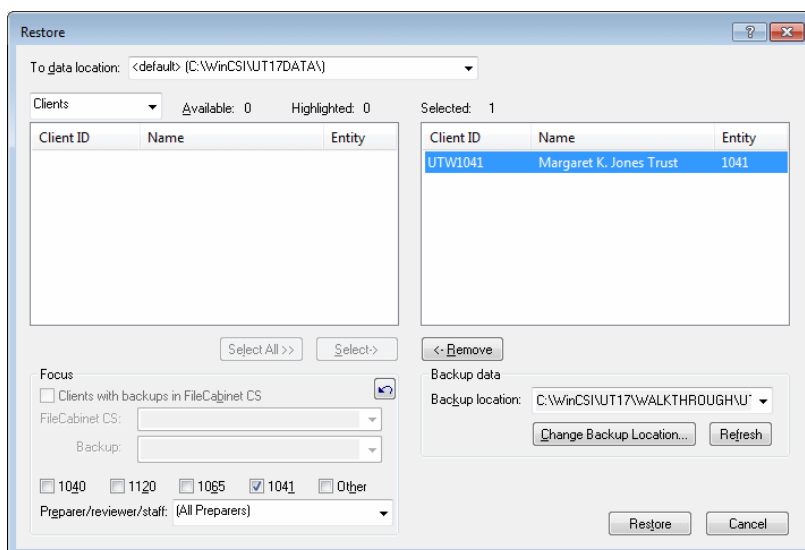 Restore
To data location: <default> (C:\WinCSI\UT17DATA\)
Clients Available: 0 Highlighted: 0 Selected: 1
Client ID Name Entity Client ID Name Entity
UTW1041 Margaret K. Jones Trust 1041
Select All >> Select-> <- Remove
Focus Backup data
Clients with backups in FileCabinet CS
Backup location: C:\WinCSI\UT17\WALKTHROUGH\U
FileCabinet CS:
Backup: Change Backup Location... Refresh
1040 1120 1065 1041 Other
Preparer/reviewer/staff: (All Preparers)
Restore Cancel